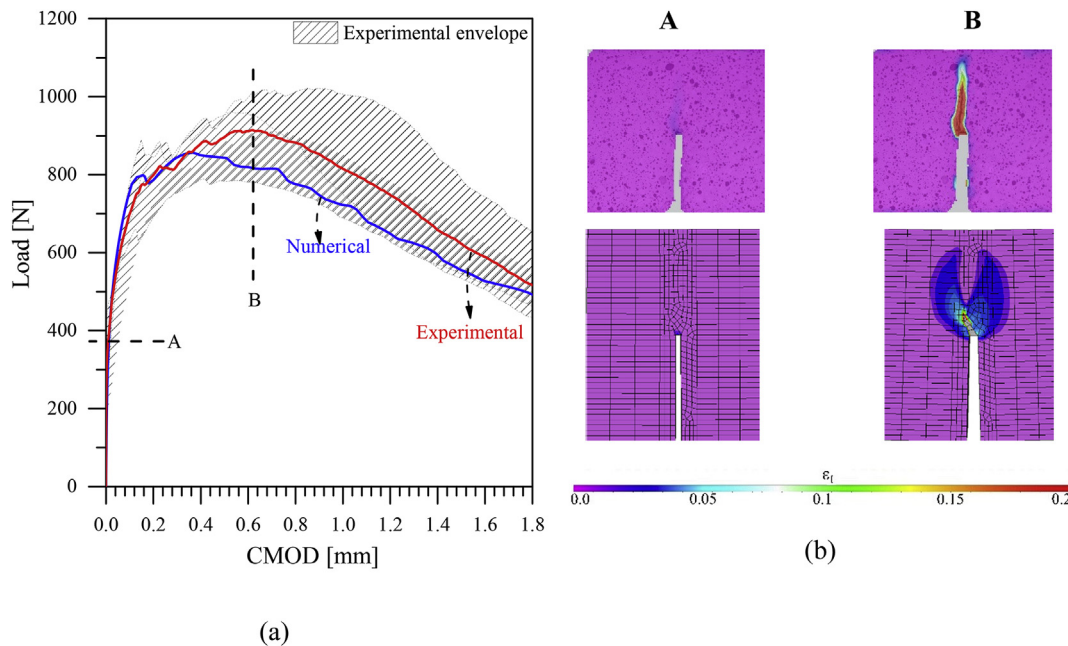 1200
Experimental envelope
1000
800
600
400
200
0
Load [N]
Numerical
B
Experimental
A
0.0 0.2 0.4 0.6 0.8 1.0 1.2 1.4 1.6 1.8
CMOD [mm]
(a)
A B
ε
0.0 0.05 0.1 0.15 0.2
(b)